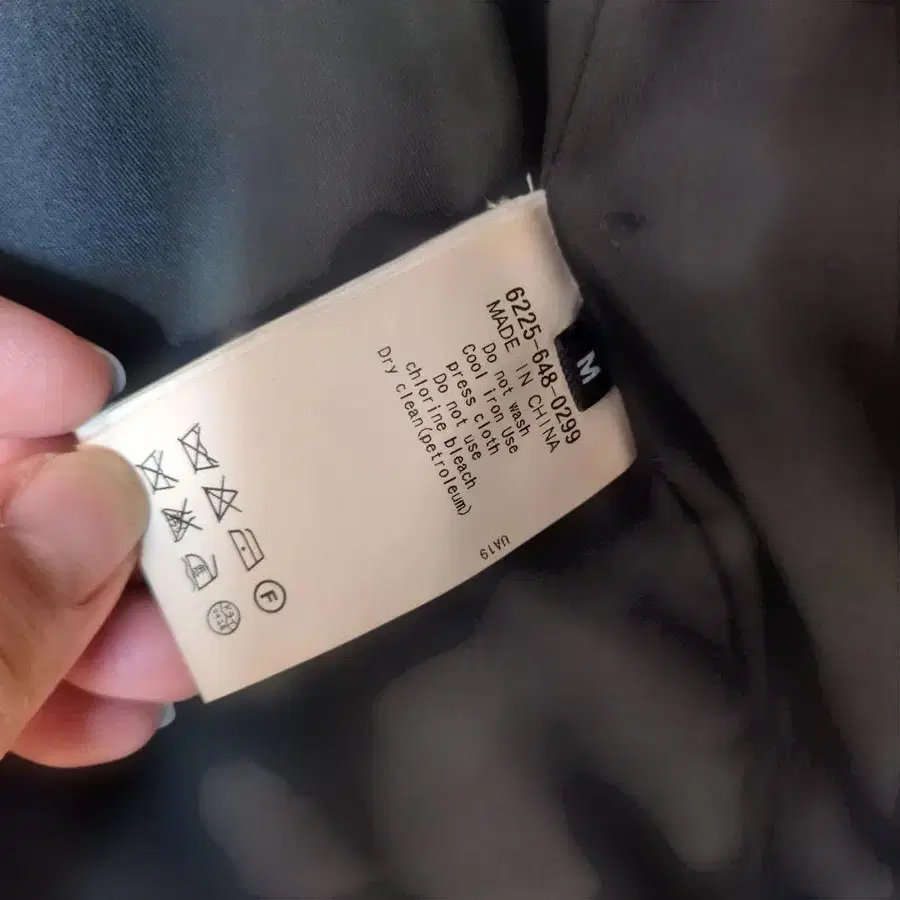 M
6225-648-0299
MADE IN CHINA
Do not wash
Cool iron Use
press cloth
Do not use
chlorine bleach
Dry clean(petroleum)
UA19
F